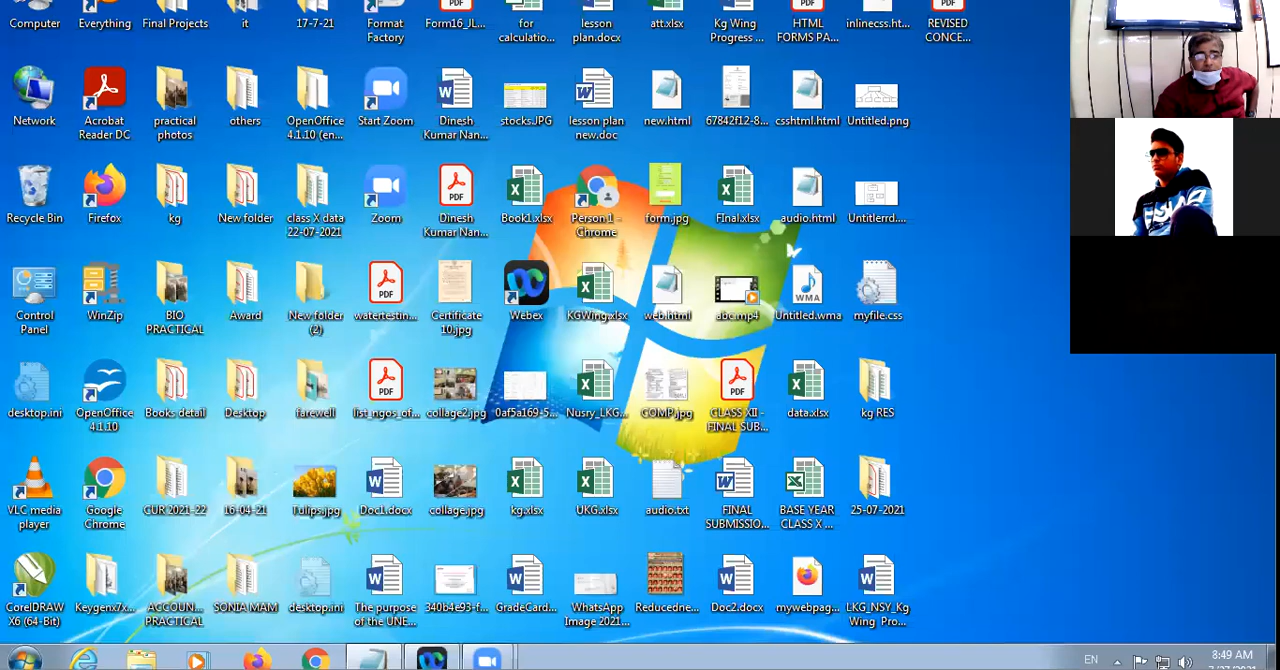 Computer
Everything
Final Projects
it
17-7-21
Format
Factory
Form16_JL...
for
calculatio...
lesson
plan.docx
att.xlsx
Kg Wing
Progress ...
HTML
FORMS PA...
inlinecss.ht...
REVISED
CONCE...
Network
Acrobat
Reader DC
practical
photos
others
OpenOffice
4.1.10 (en...
Start Zoom
Dinesh
Kumar Nan...
stocks.JPG
lesson plan
new.doc
new.html
67842f12-8...
csshtml.html
Untitled.png
Recycle Bin
Firefox
kg
New folder
class X data
22-07-2021
Zoom
Dinesh
Kumar Nan...
Book1.xlsx
Person 1 -
Chrome
form.jpg
FInal.xlsx
audio.html
Untitlerrd....
Control
Panel
WinZip
BIO
PRACTICAL
Award
New folder
(2)
watertestin...
Certificate
10.jpg
Webex
KGWing.xlsx
web.html
abc.mp4
Untitled.wma
myfile.css
desktop.ini
OpenOffice
4.1.10
Books detail
Desktop
farewell
list_ngos_of...
collage2.jpg
0af5a169-5...
Nusry_LKG...
COMP.jpg
CLASS XII -
FINAL SUB...
data.xlsx
kg RES
VLC media
player
Google
Chrome
CUR 2021-22
16-04-21
Tulips.jpg
Doc1.docx
collage.jpg
kg.xlsx
UKG.xlsx
audio.txt
FINAL
SUBMISSIO...
BASE YEAR
CLASS X ...
25-07-2021
CorelDRAW
X6 (64-Bit)
Keygenx7x...
ACCOUN...
PRACTICAL
SONIA MAM
desktop.ini
The purpose
of the UNE...
340b4e93-f...
GradeCard...
WhatsApp
Image 2021...
Reducedne...
Doc2.docx
mywebpag...
LKG_NSY_Kg
Wing Pro...
EN
8:49 AM